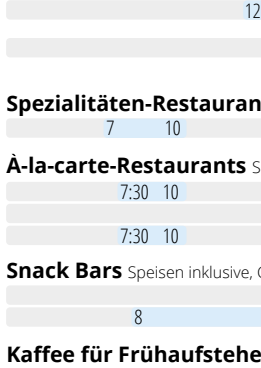 12
Spezialitäten-Restauran
7 10
À-la-carte-Restaurants S
7:30 10
7:30 10
Snack Bars Speisen inklusive, G
8
Kaffee für Frühaufstehe